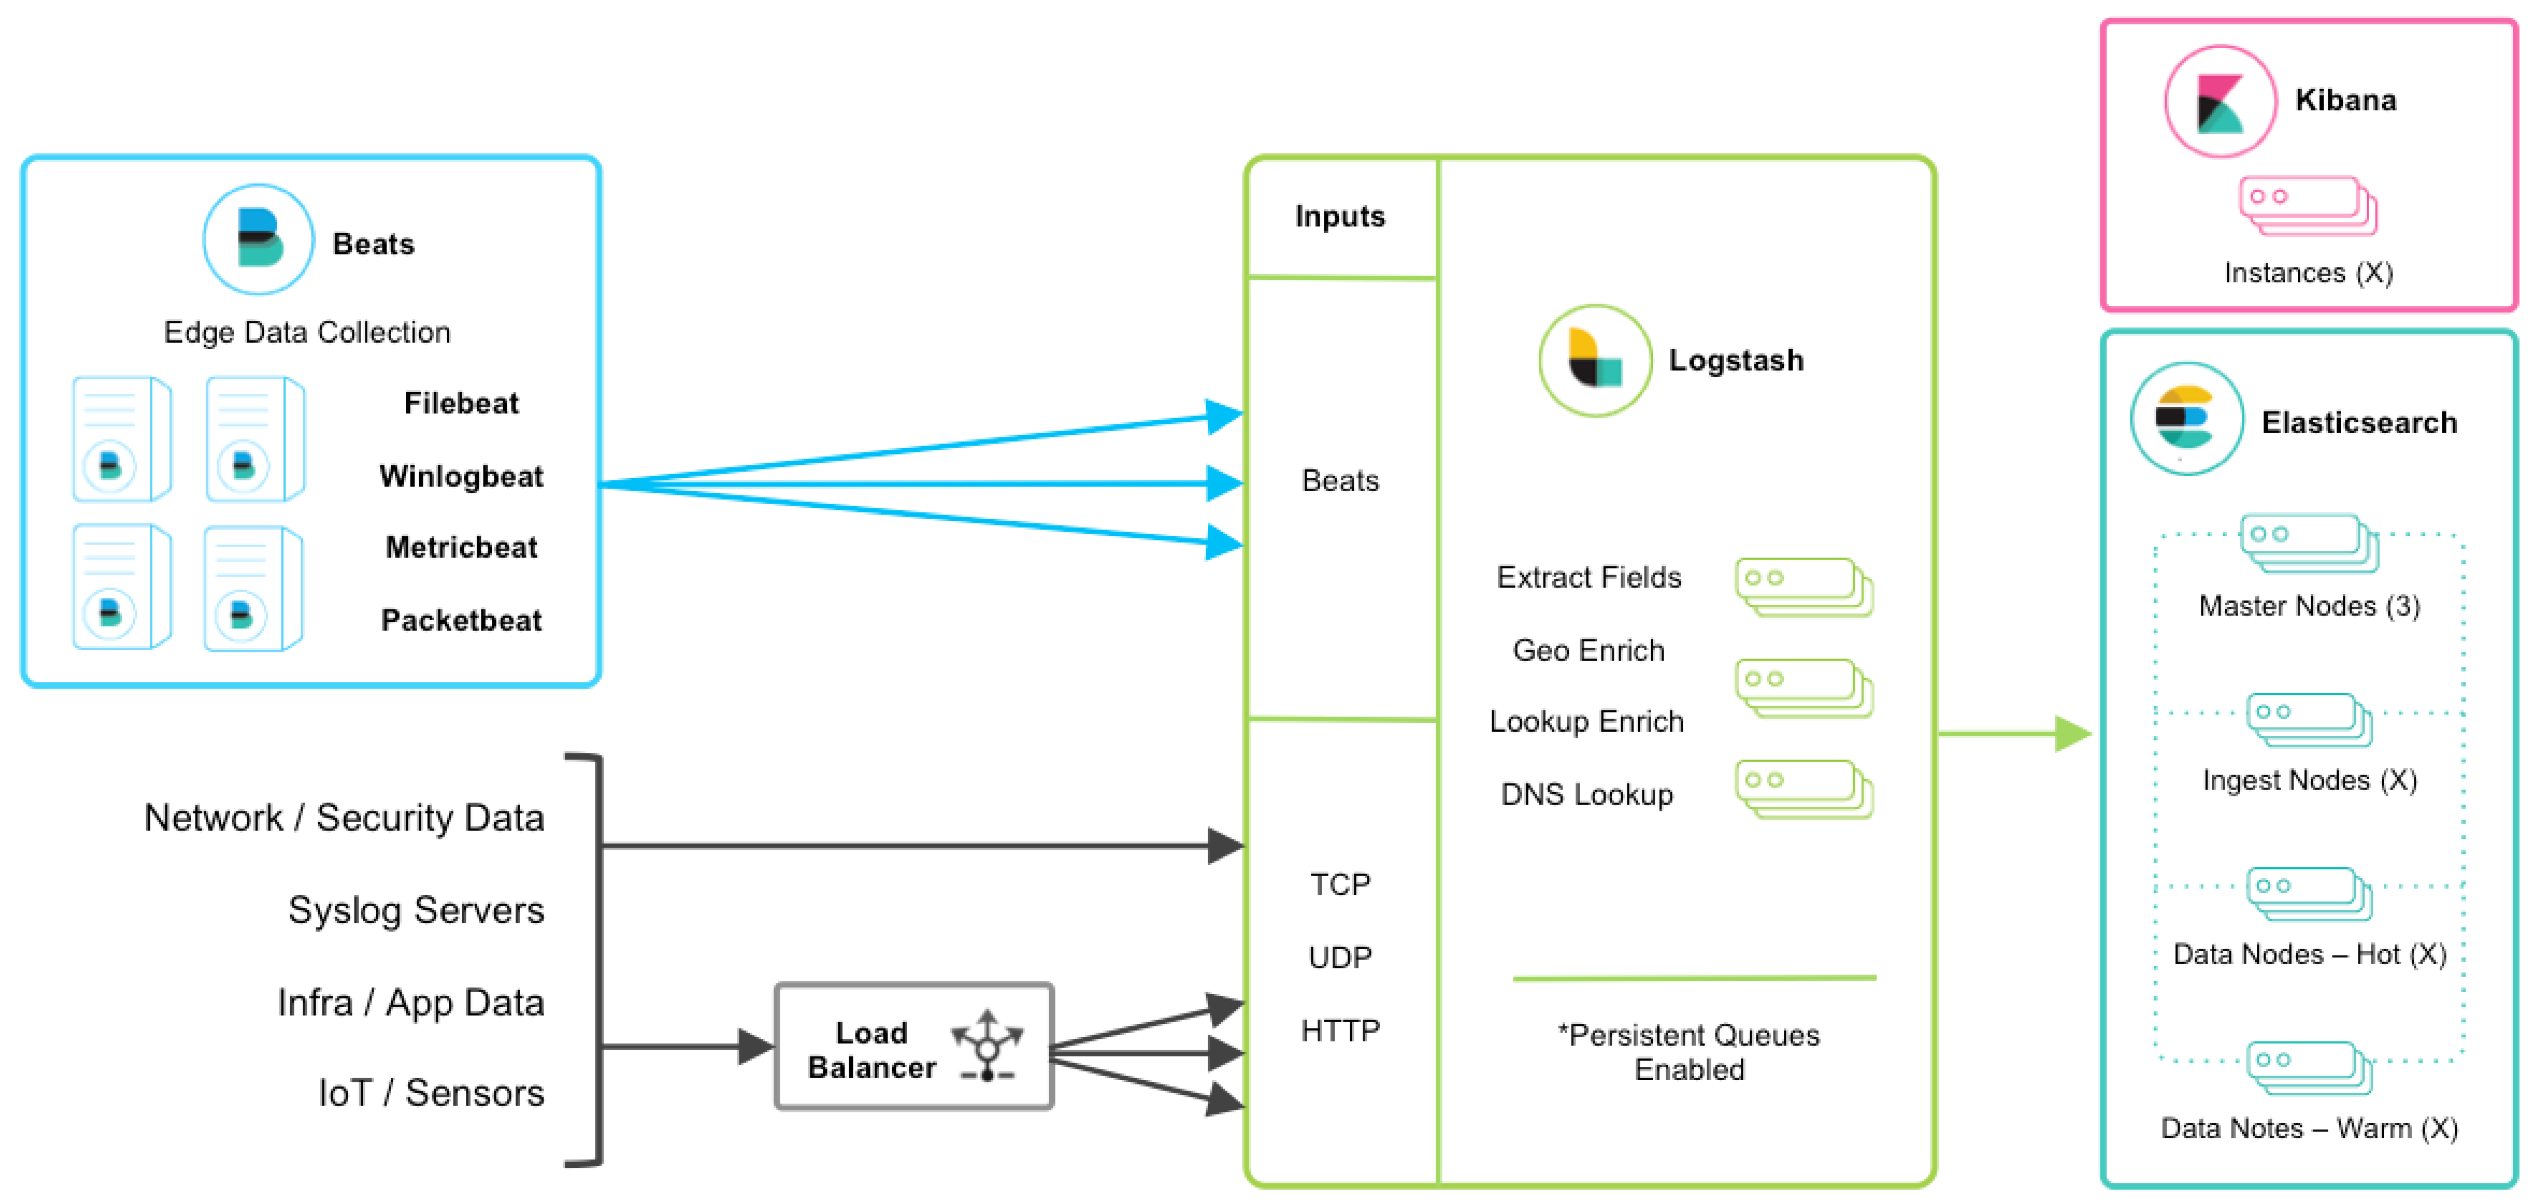 Beats
Edge Data Collection
Filebeat
Winlogbeat
Metricbeat
Packetbeat
Network / Security Data
Syslog Servers
Infra / App Data
IoT / Sensors
Load
Balancer
Inputs
Beats
TCP
UDP
HTTP
Logstash
Extract Fields
Geo Enrich
Lookup Enrich
DNS Lookup
*Persistent Queues
Enabled
Kibana
Instances (X)
Elasticsearch
Master Nodes (3)
Ingest Nodes (X)
Data Nodes – Hot (X)
Data Notes – Warm (X)